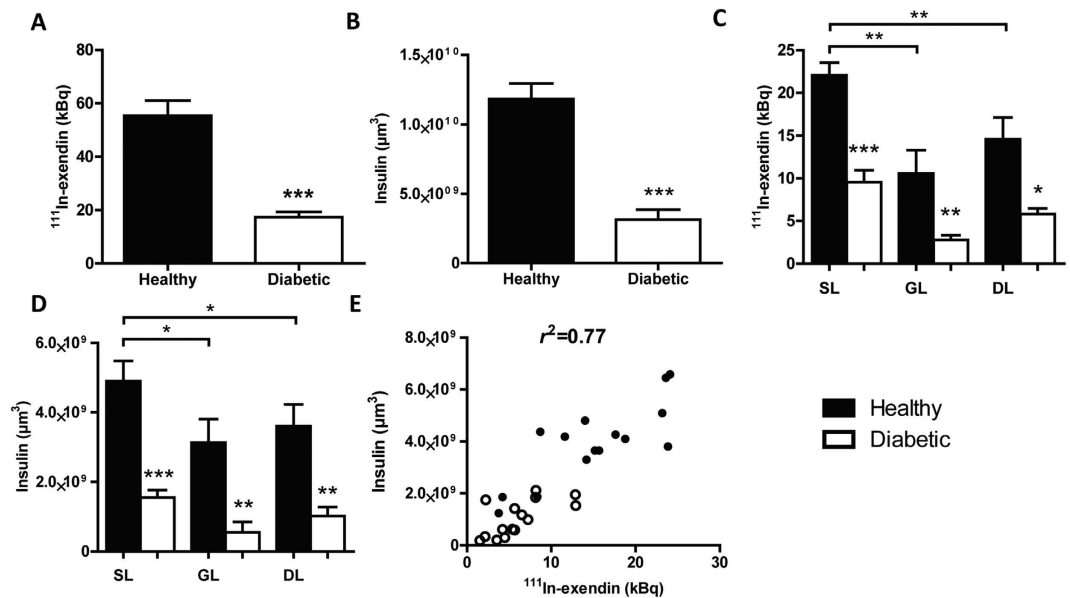 A
¹¹¹In-exendin (kBq)
80
60
40
20
0
***
Healthy
Diabetic
B
Insulin (µm³)
1.5×10¹⁰
1.0×10¹⁰
5.0×10⁰⁹
0
***
Healthy
Diabetic
C
¹¹¹In-exendin (kBq)
25
20
15
10
5
0
**
**
***
**
*
SL
GL
DL
D
Insulin (µm³)
6.0×10⁹
4.0×10⁹
2.0×10⁹
0
*
*
***
**
**
SL
GL
DL
E
r²=0.77
Insulin (µm³)
8.0×10⁹
6.0×10⁹
4.0×10⁹
2.0×10⁹
0
0
10
20
30
¹¹¹In-exendin (kBq)
Healthy
Diabetic